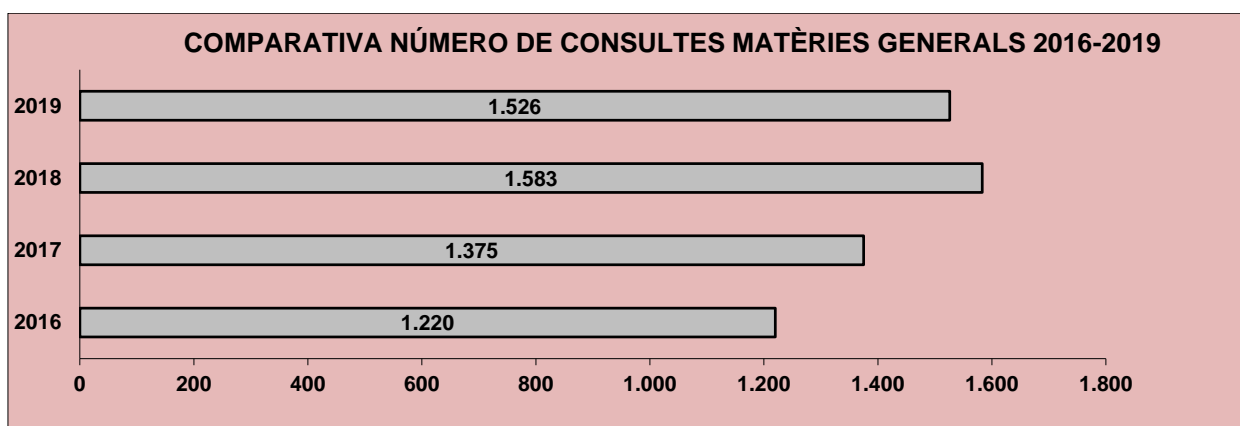 COMPARATIVA NÚMERO DE CONSULTES MATÈRIES GENERALS 2016-2019
2019 1.526
2018 1.583
2017 1.375
2016 1.220
0 200 400 600 800 1.000 1.200 1.400 1.600 1.800